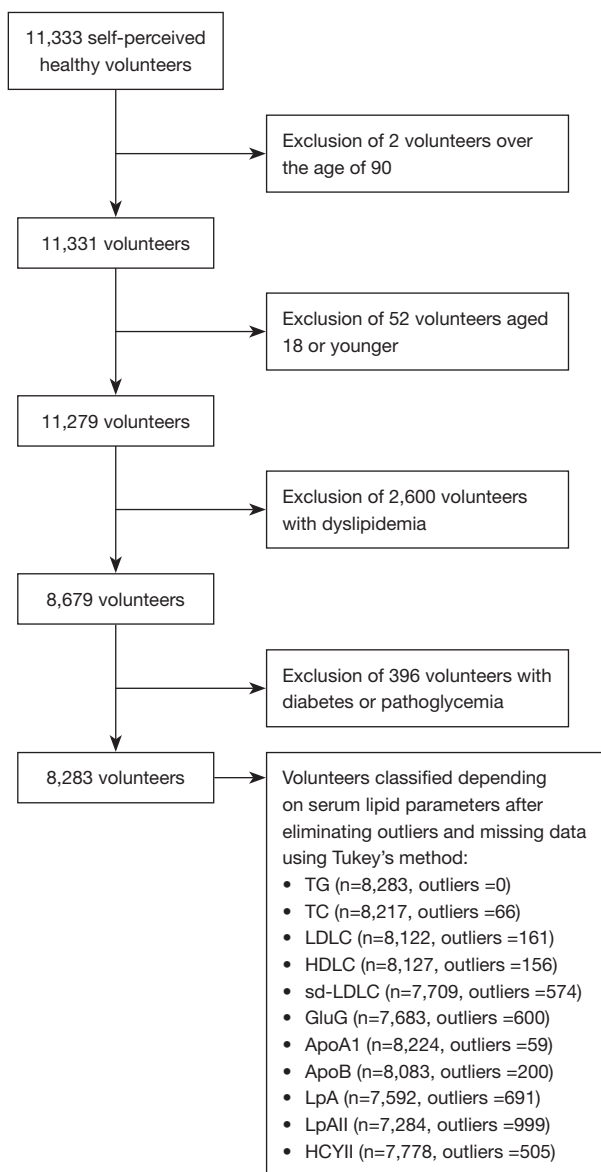 11,333 self-perceived
healthy volunteers
Exclusion of 2 volunteers over
the age of 90
11,331 volunteers
Exclusion of 52 volunteers aged
18 or younger
11,279 volunteers
Exclusion of 2,600 volunteers
with dyslipidemia
8,679 volunteers
Exclusion of 396 volunteers with
diabetes or pathoglycemia
8,283 volunteers
Volunteers classified depending
on serum lipid parameters after
eliminating outliers and missing data
using Tukey's method:
• TG (n=8,283, outliers =0)
• TC (n=8,217, outliers =66)
• LDLC (n=8,122, outliers =161)
• HDLC (n=8,127, outliers =156)
• sd-LDLC (n=7,709, outliers =574)
• GluG (n=7,683, outliers =600)
• ApoA1 (n=8,224, outliers =59)
• ApoB (n=8,083, outliers =200)
• LpA (n=7,592, outliers =691)
• LpAII (n=7,284, outliers =999)
• HCYII (n=7,778, outliers =505)